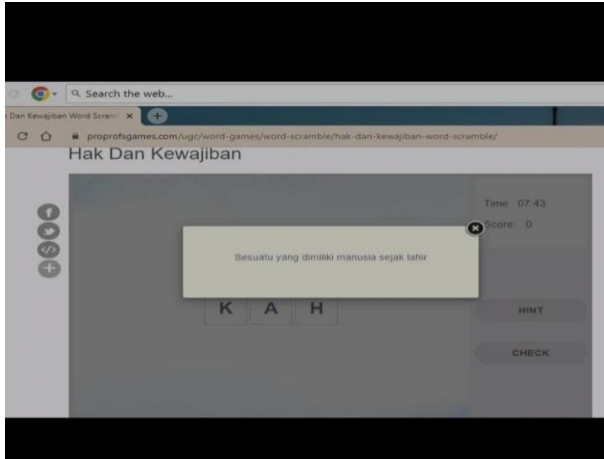 Search the web...
Dan Kewajiban Word Scram
proprofsgames.com/ugc/word-games/word-scramble/hak-dan-kewajiban-word-scramble/
Hak Dan Kewajiban
Time 07:43
Score: 0
Sesuatu yang dimiliki manusia sejak lahir
K A H
HINT
CHECK